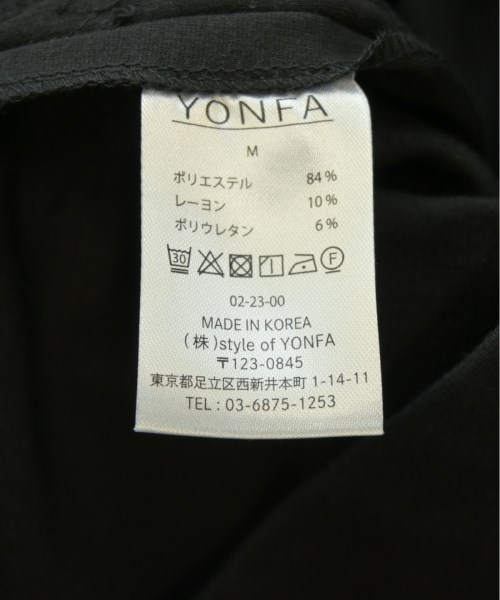 YONFA
M
ポリエステル 84%
レーヨン 10%
ポリウレタン 6%
30 F
02-23-00
MADE IN KOREA
(株)style of YONFA
〒123-0845
東京都足立区西新井本町 1-14-11
TEL : 03-6875-1253